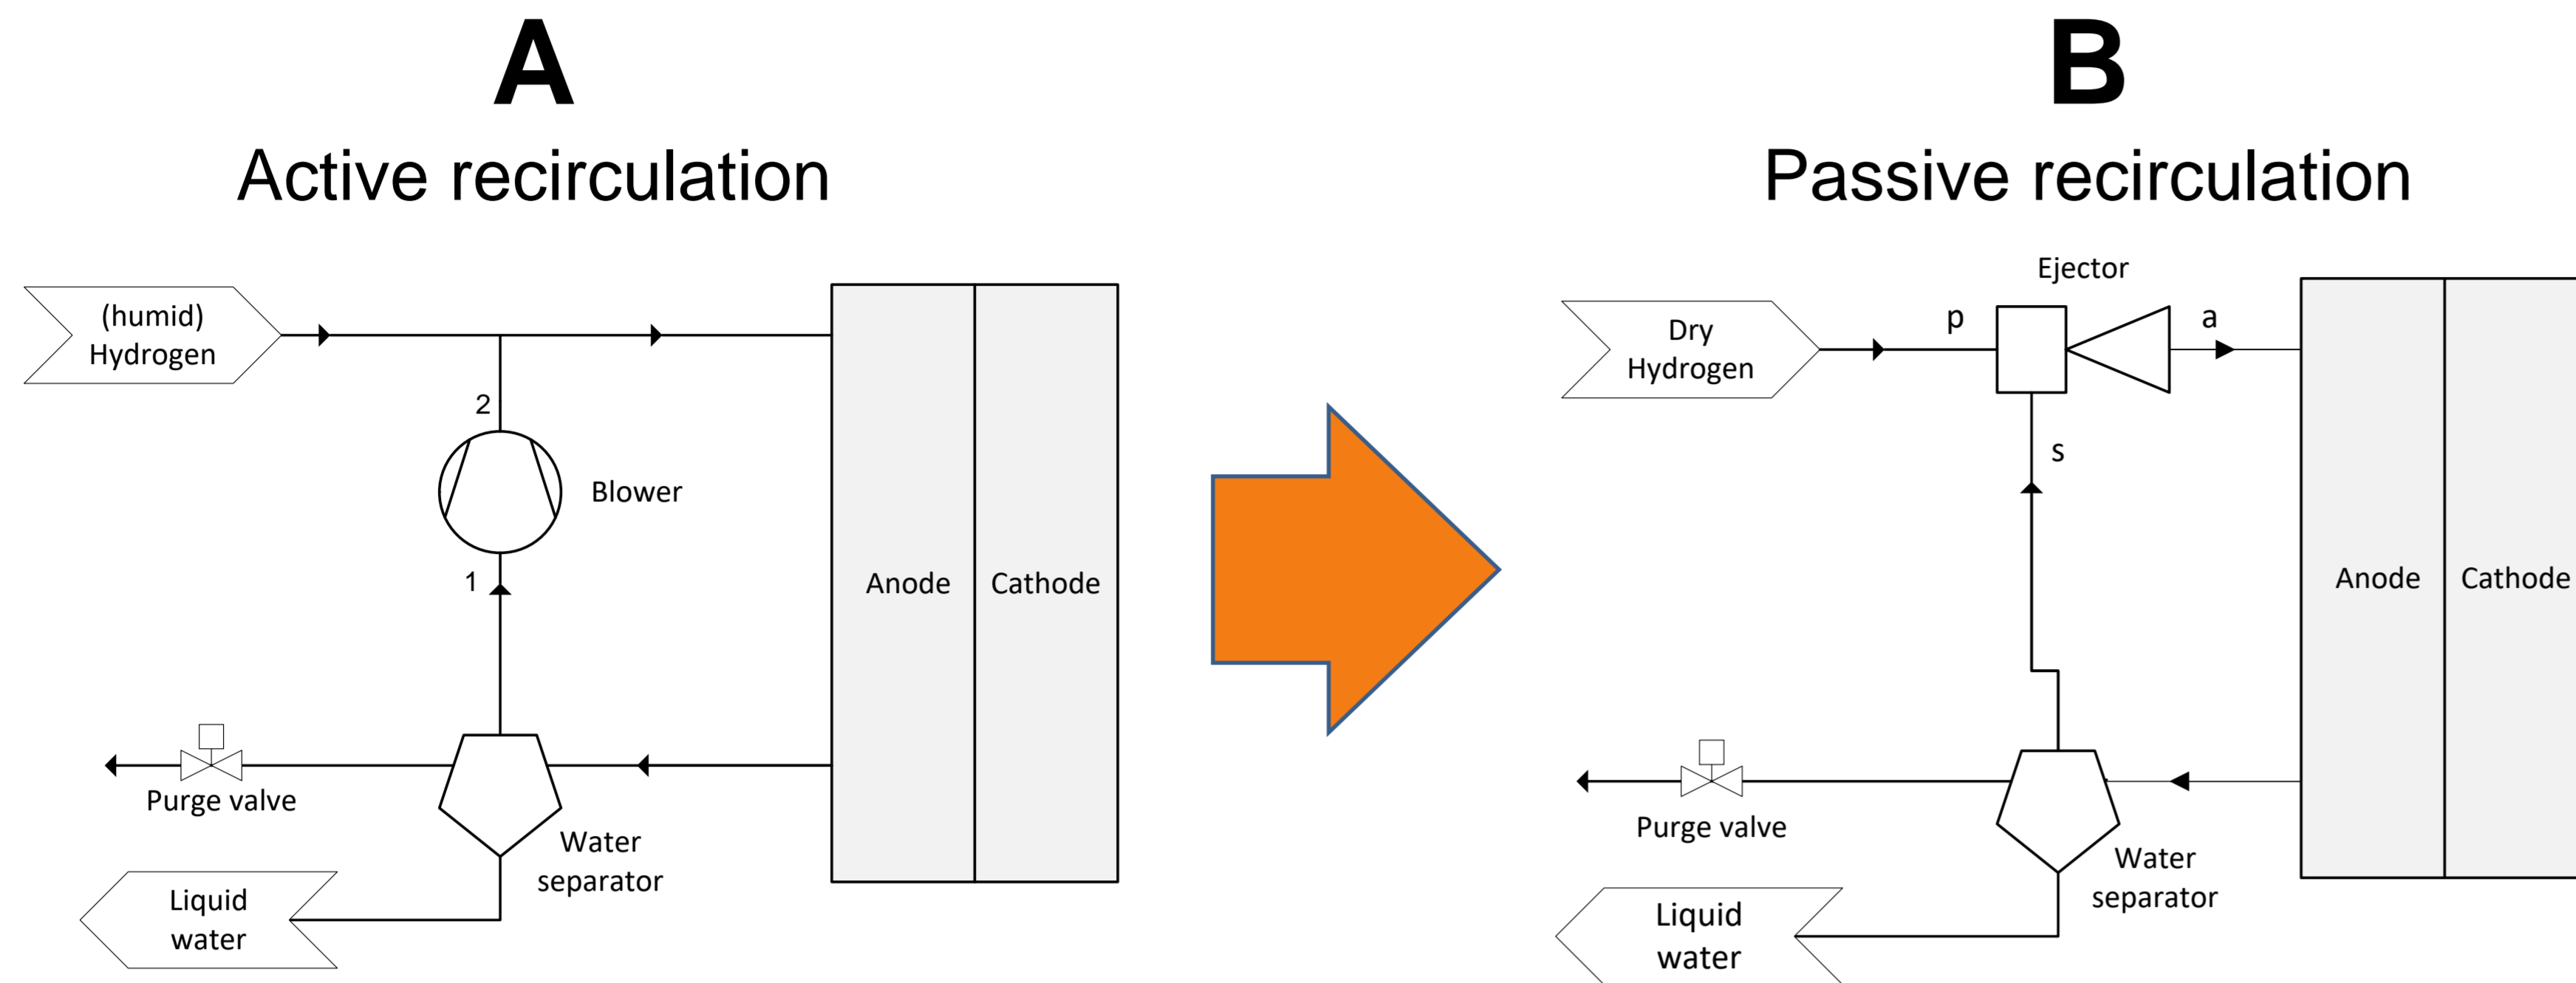 A
Active recirculation
(humid)
Hydrogen
2
Blower
1
Anode
Cathode
Purge valve
Water
separator
Liquid
water
B
Passive recirculation
Ejector
Dry
Hydrogen
p
a
s
Anode
Cathode
Purge valve
Water
separator
Liquid
water